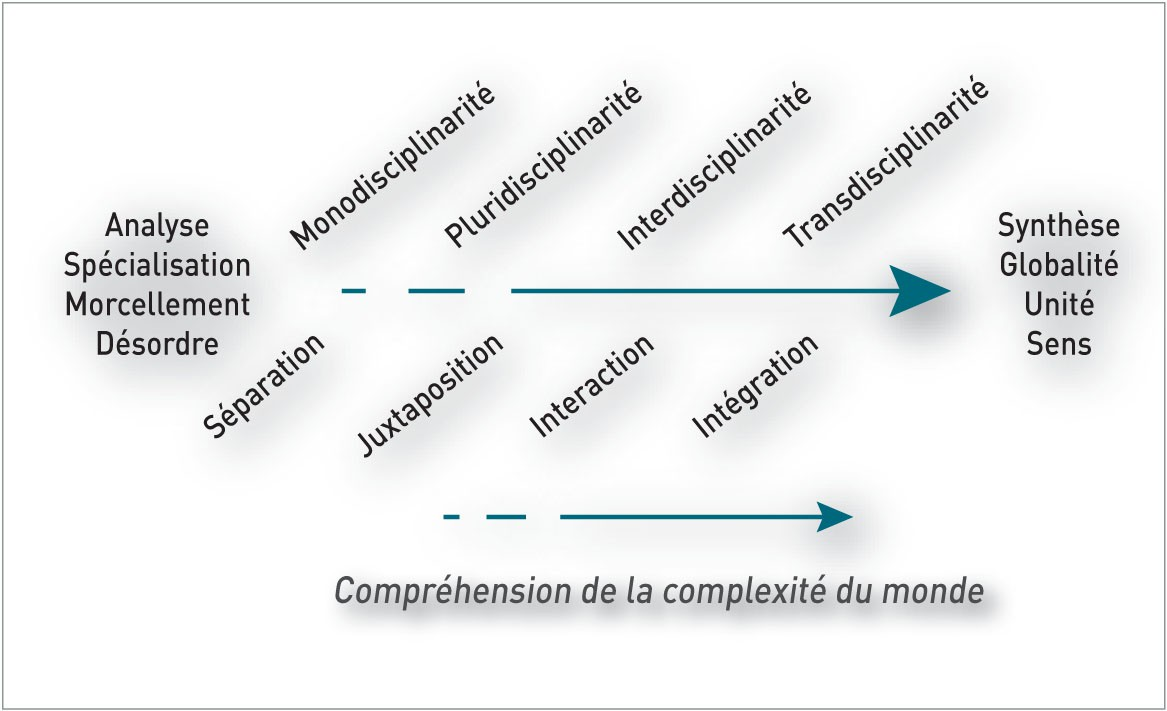 Monodisciplinarité
Pluridisciplinarité
Interdisciplinarité
Transdisciplinarité
Analyse
Spécialisation
Morcellement
Désordre
Synthèse
Globalité
Unité
Sens
Séparation
Juxtaposition
Interaction
Intégration
Compréhension de la complexité du monde